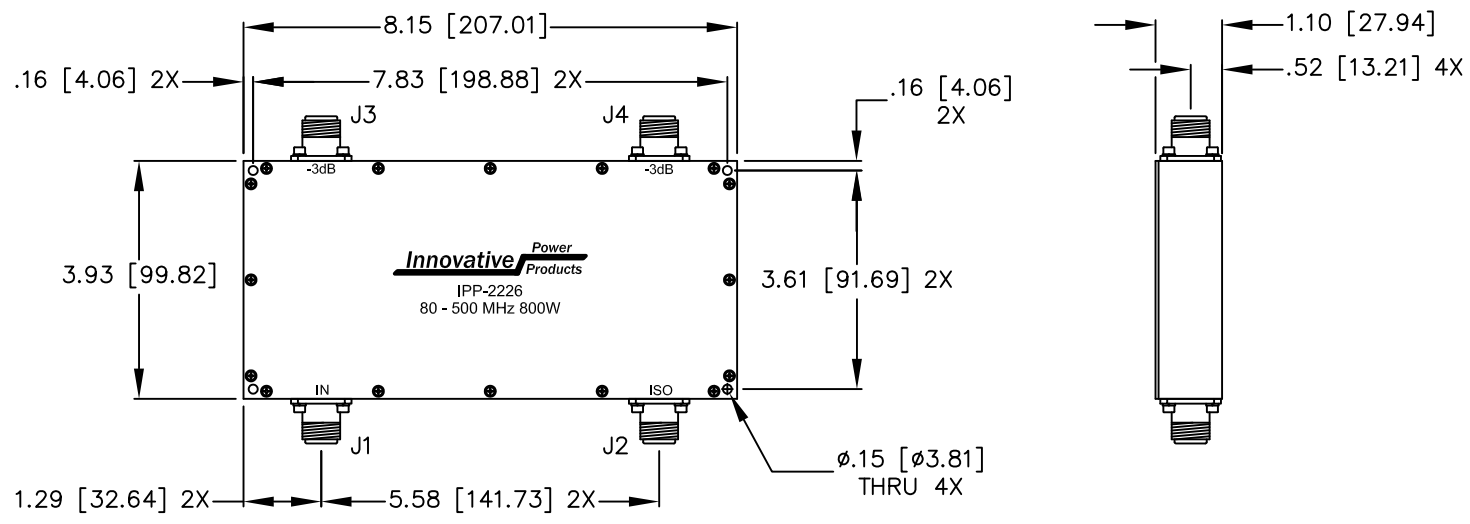 8.15 [207.01]
1.10 [27.94]
.16 [4.06] 2X
7.83 [198.88] 2X
.52 [13.21] 4X
.16 [4.06]
2X
J3
J4
-3dB
-3dB
3.93 [99.82]
Innovative Power Products
IPP-2226
80 - 500 MHz 800W
3.61 [91.69] 2X
IN
ISO
J1
J2
ø.15 [ø3.81]
THRU 4X
1.29 [32.64] 2X
5.58 [141.73] 2X